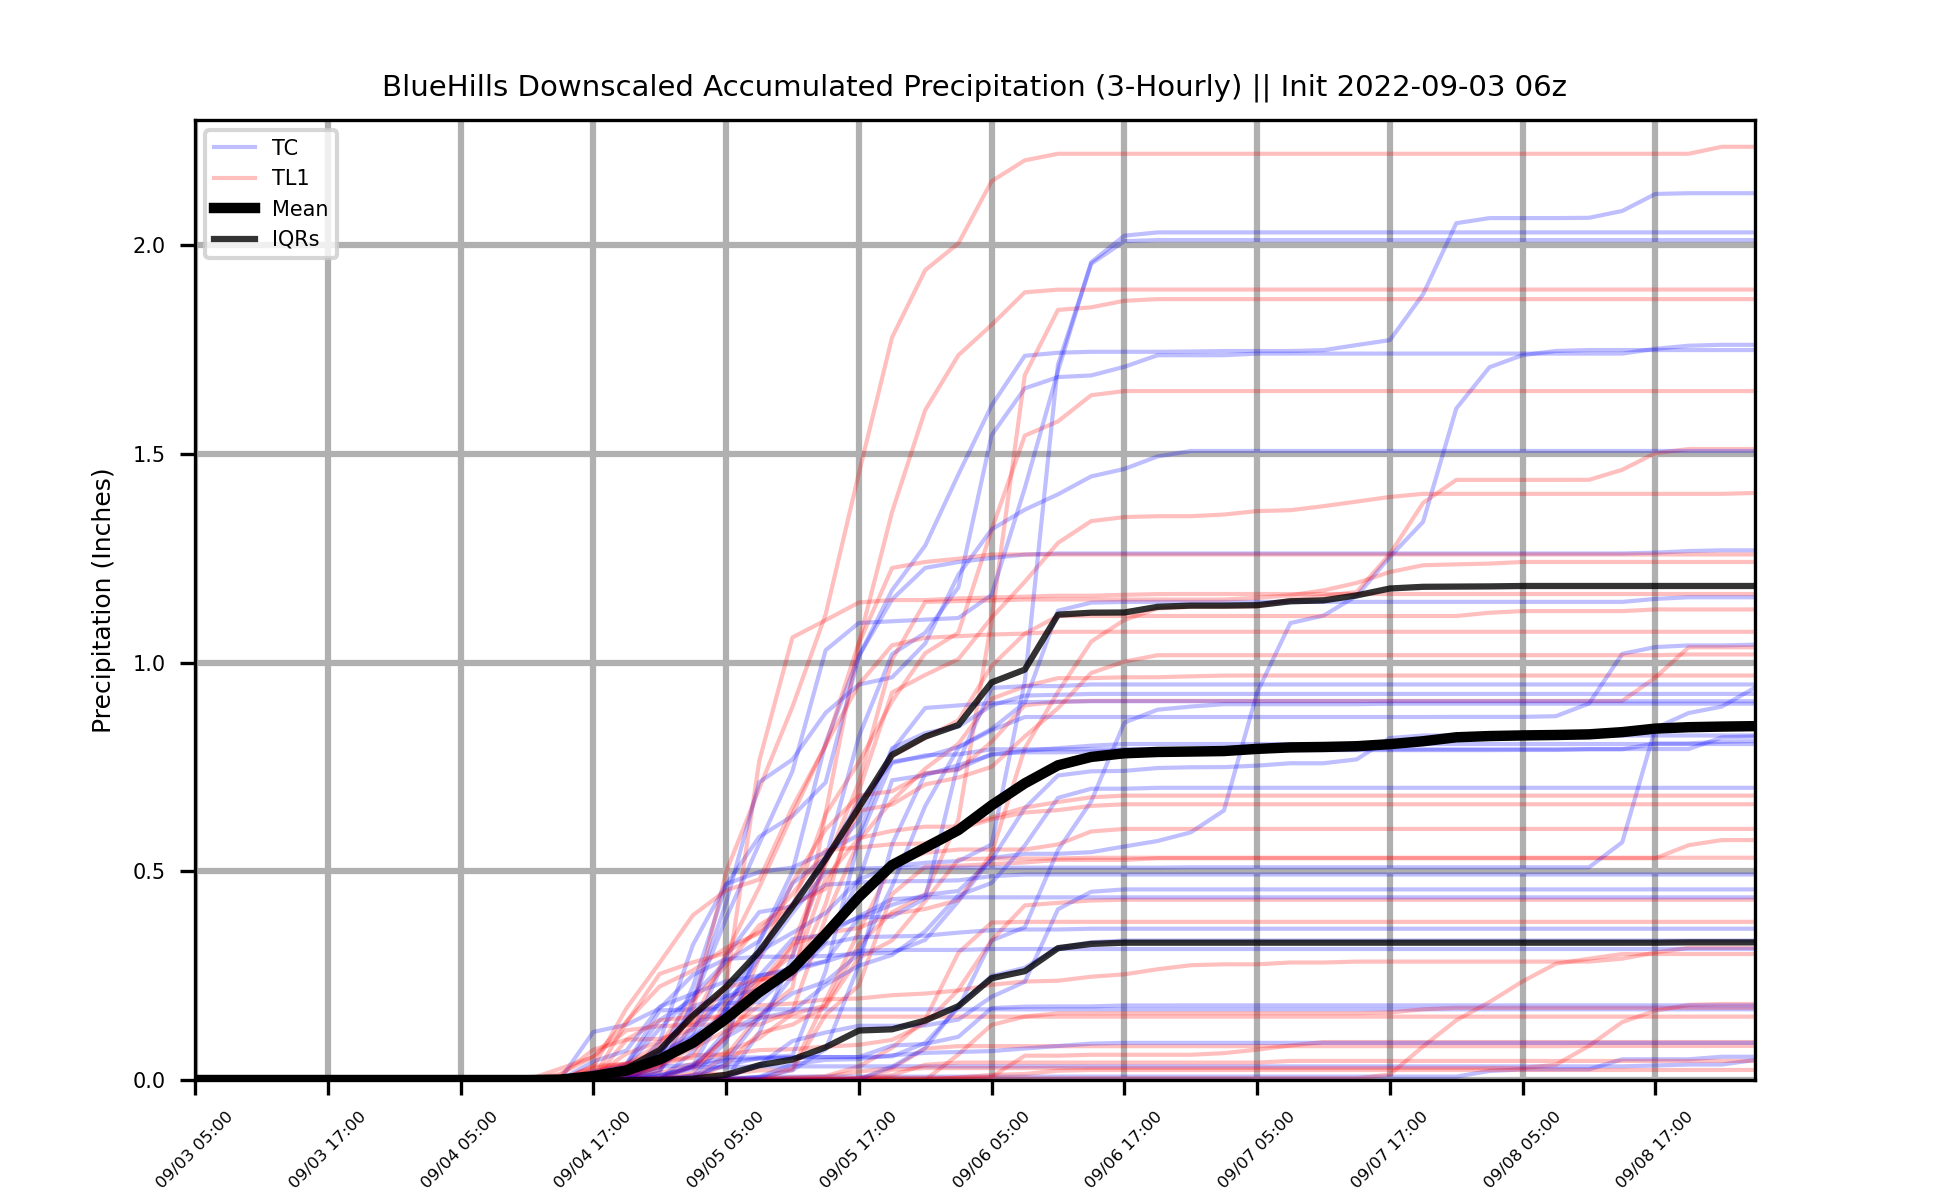 BlueHills Downscaled Accumulated Precipitation (3-Hourly) || Init 2022-09-03 06z
TC
TL1
Mean
IQRs
Precipitation (Inches)
2.0
1.5
1.0
0.5
0.0
09/03 05:00
09/03 17:00
09/04 05:00
09/04 17:00
09/05 05:00
09/05 17:00
09/06 05:00
09/06 17:00
09/07 05:00
09/07 17:00
09/08 05:00
09/08 17:00